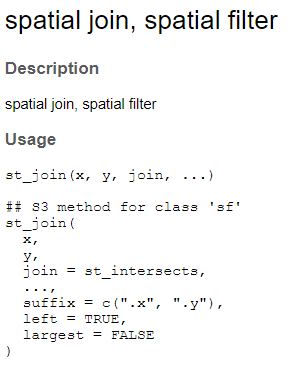 spatial join, spatial filter
Description
spatial join, spatial filter
Usage
st_join(x, y, join, ...)
## S3 method for class 'sf'
st_join(
  x,
  y,
  join = st_intersects,
  ...,
  suffix = c(".x", ".y"),
  left = TRUE,
  largest = FALSE
)